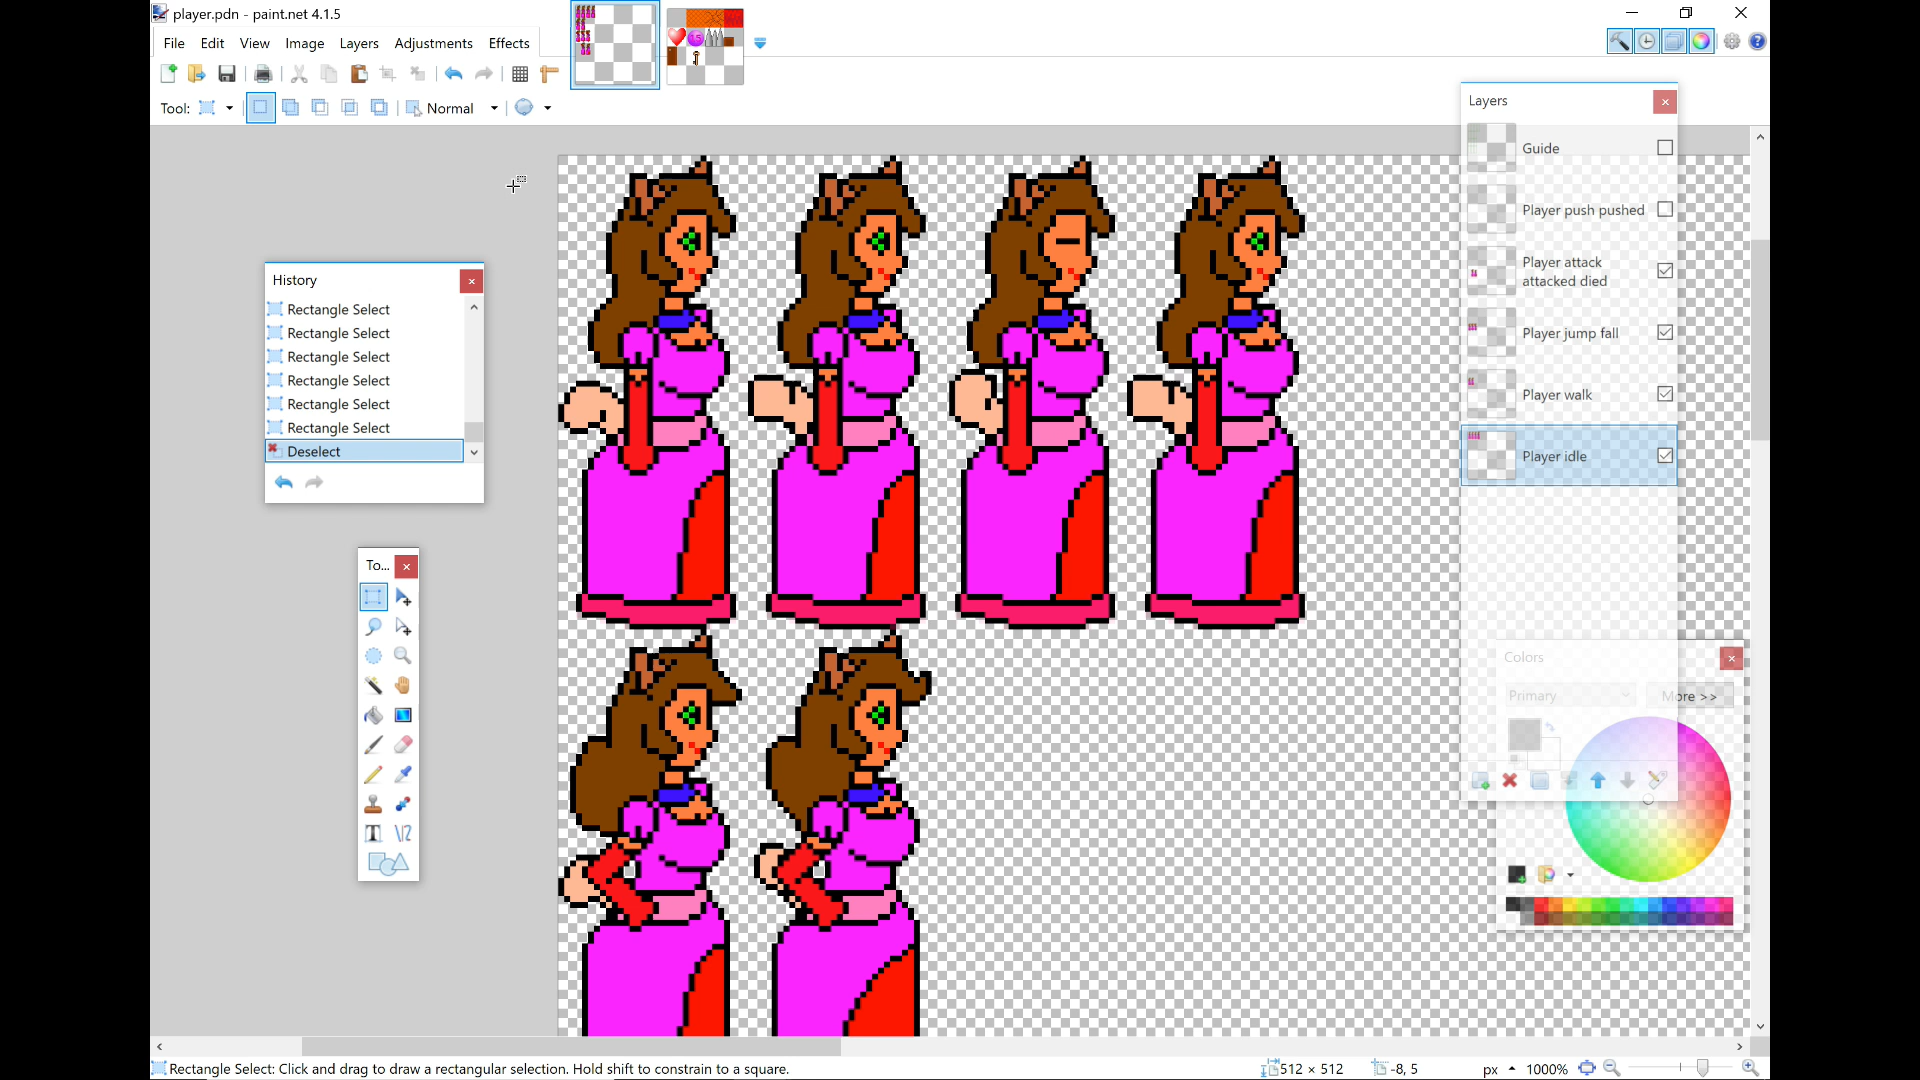 player.pdn - paint.net 4.1.5
File Edit View Image Layers Adjustments Effects
Tool:
Normal
Layers
Guide
Player push pushed
Player attack
attacked died
Player jump fall
Player walk
Player idle
History
Rectangle Select
Rectangle Select
Rectangle Select
Rectangle Select
Rectangle Select
Rectangle Select
Deselect
To...
Colors
Primary
More >>
Rectangle Select: Click and drag to draw a rectangular selection. Hold shift to constrain to a square.
512 × 512
-8, 5
px
1000%